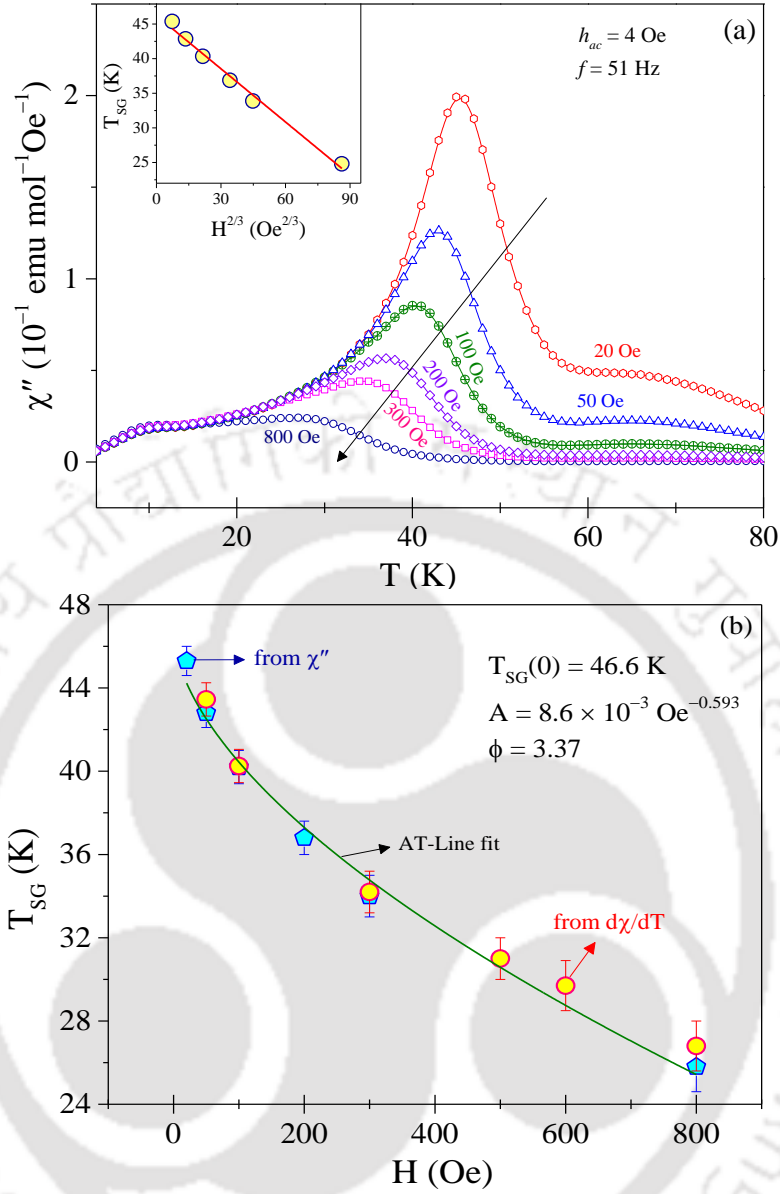 (a)
h_ac = 4 Oe
f = 51 Hz
χ″ (10⁻¹ emu mol⁻¹Oe⁻¹)
2
1
0
20 40 60 80
T (K)
20 Oe
50 Oe
100 Oe
200 Oe
300 Oe
800 Oe
T_SG (K)
45
40
35
30
25
0 30 60 90
H^2/3 (Oe^2/3)
(b)
from χ″
T_SG(0) = 46.6 K
A = 8.6 × 10⁻³ Oe^−0.593
ϕ = 3.37
AT-Line fit
from dχ/dT
T_SG (K)
48
44
40
36
32
28
24
0 200 400 600 800
H (Oe)